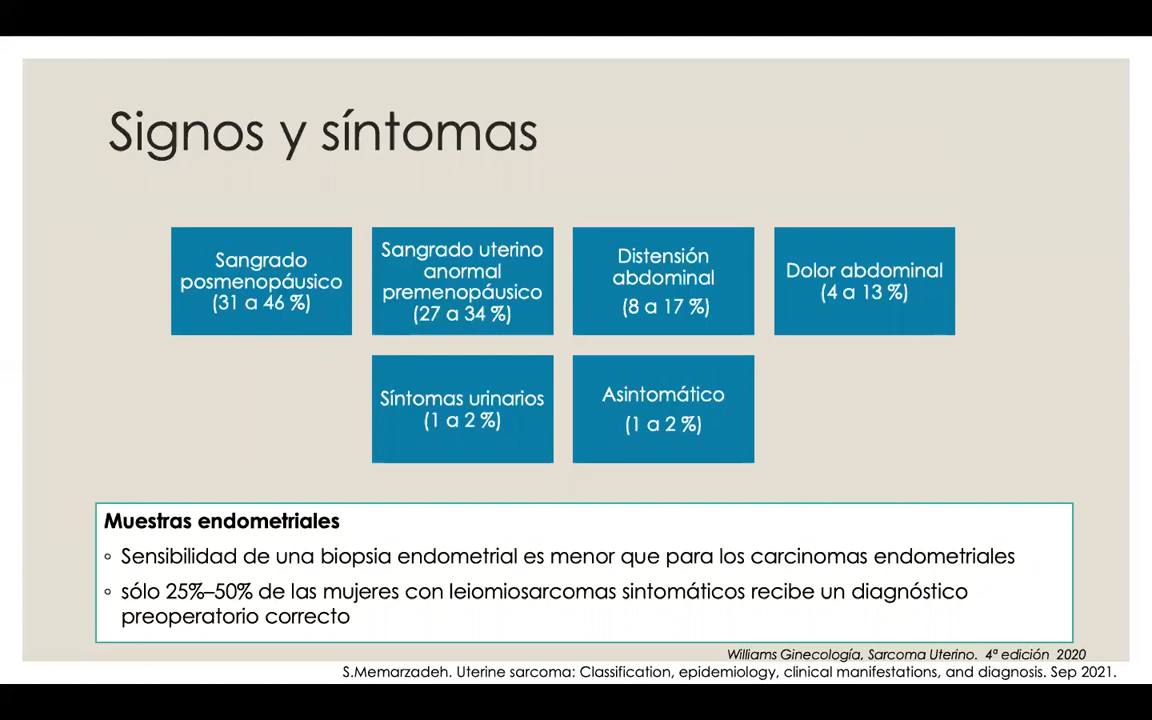 Signos y síntomas
Sangrado
posmenopáusico
(31 a 46 %)
Sangrado uterino
anormal
premenopáusico
(27 a 34 %)
Distensión
abdominal
(8 a 17 %)
Dolor abdominal
(4 a 13 %)
Síntomas urinarios
(1 a 2 %)
Asintomático
(1 a 2 %)
Muestras endometriales
◦ Sensibilidad de una biopsia endometrial es menor que para los carcinomas endometriales
◦ sólo 25%–50% de las mujeres con leiomiosarcomas sintomáticos recibe un diagnóstico
preoperatorio correcto
Williams Ginecología, Sarcoma Uterino. 4ª edición 2020
S.Memarzadeh. Uterine sarcoma: Classification, epidemiology, clinical manifestations, and diagnosis. Sep 2021.